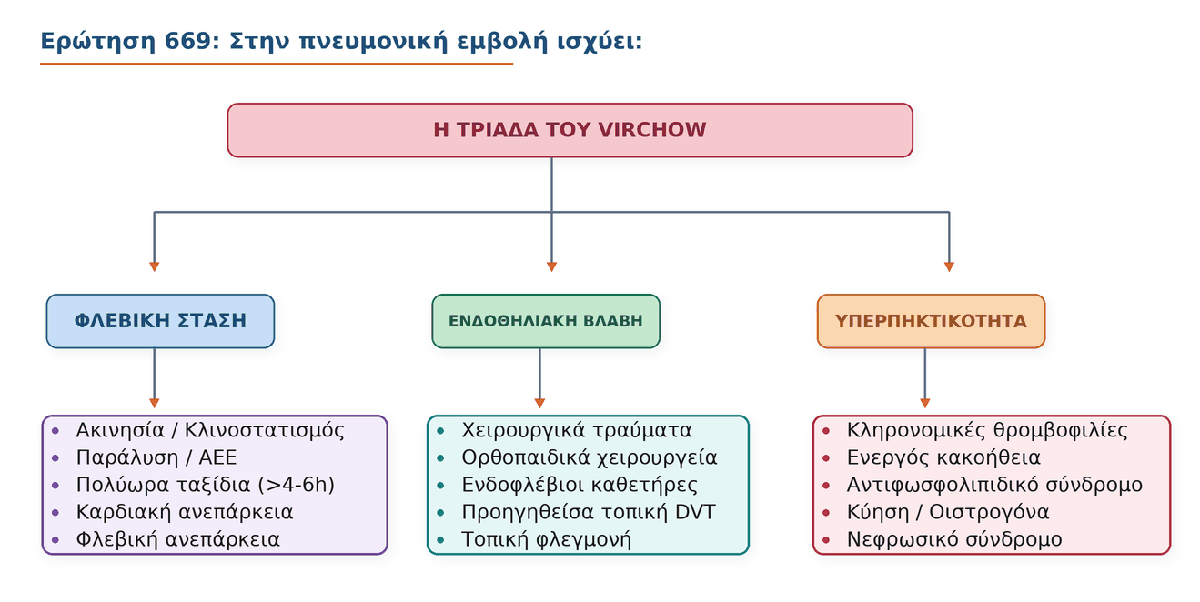 Ερώτηση 669: Στην πνευμονική εμβολή ισχύει:
Η ΤΡΙΑΔΑ ΤΟΥ VIRCHOW
ΦΛΕΒΙΚΗ ΣΤΑΣΗ
ΕΝΔΟΘΗΛΙΑΚΗ ΒΛΑΒΗ
ΥΠΕΡΠΗΚΤΙΚΟΤΗΤΑ
• Ακινησία / Κλινοστατισμός
• Παράλυση / ΑΕΕ
• Πολύωρα ταξίδια (>4-6h)
• Καρδιακή ανεπάρκεια
• Φλεβική ανεπάρκεια
• Χειρουργικά τραύματα
• Ορθοπαιδικά χειρουργεία
• Ενδοφλέβιοι καθετήρες
• Προηγηθείσα τοπική DVT
• Τοπική φλεγμονή
• Κληρονομικές θρομβοφιλίες
• Ενεργός κακοήθεια
• Αντιφωσφολιπιδικό σύνδρομο
• Κύηση / Οιστρογόνα
• Νεφρωσικό σύνδρομο